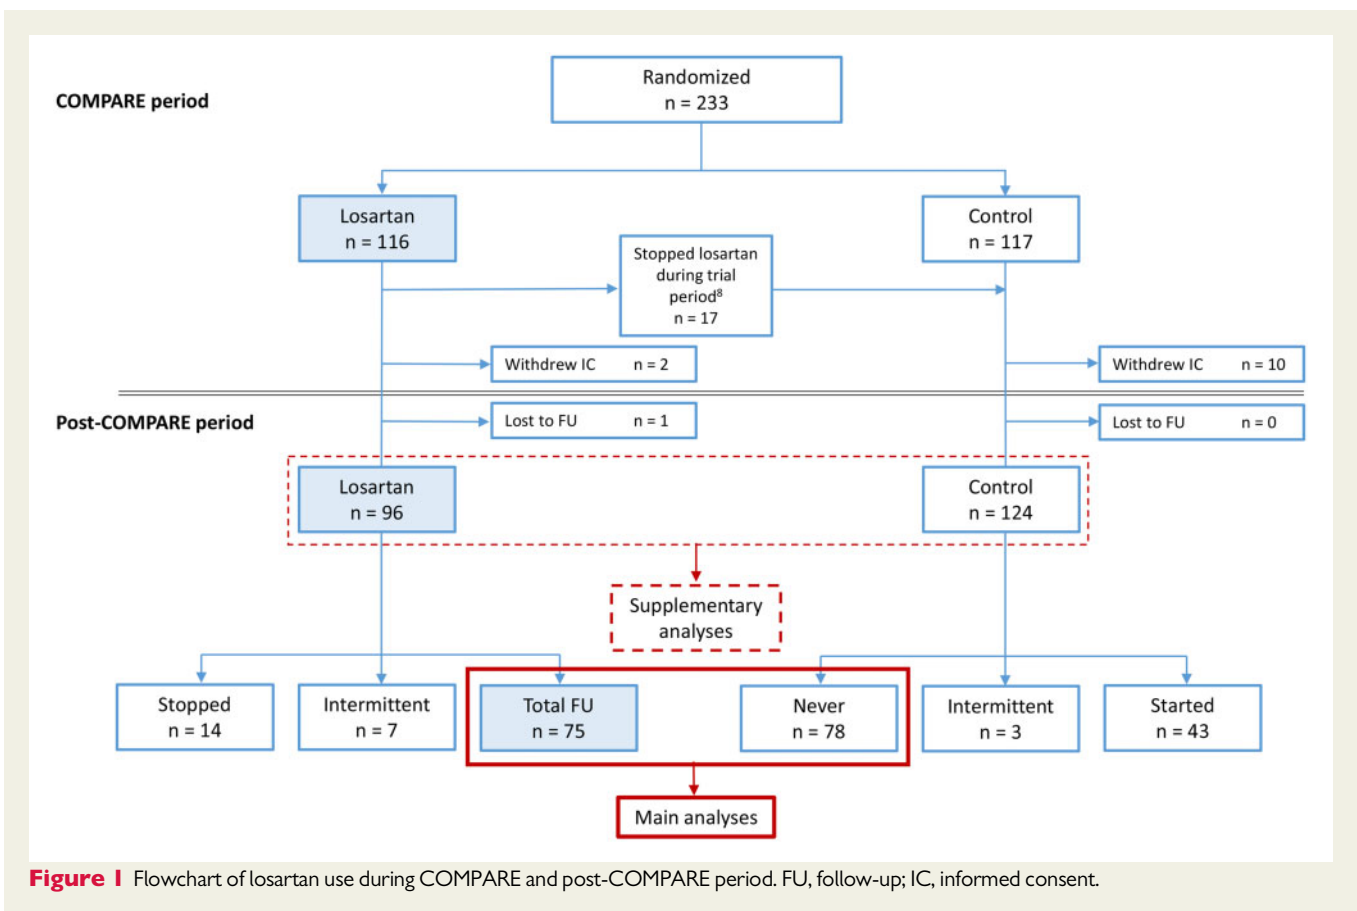 COMPARE period
Randomized
n = 233
Losartan
n = 116
Control
n = 117
Stopped losartan
during trial
period⁸
n = 17
Withdrew IC n = 2
Withdrew IC n = 10
Post-COMPARE period
Lost to FU n = 1
Lost to FU n = 0
Losartan
n = 96
Control
n = 124
Supplementary
analyses
Stopped
n = 14
Intermittent
n = 7
Total FU
n = 75
Never
n = 78
Intermittent
n = 3
Started
n = 43
Main analyses
Figure 1 Flowchart of losartan use during COMPARE and post-COMPARE period. FU, follow-up; IC, informed consent.